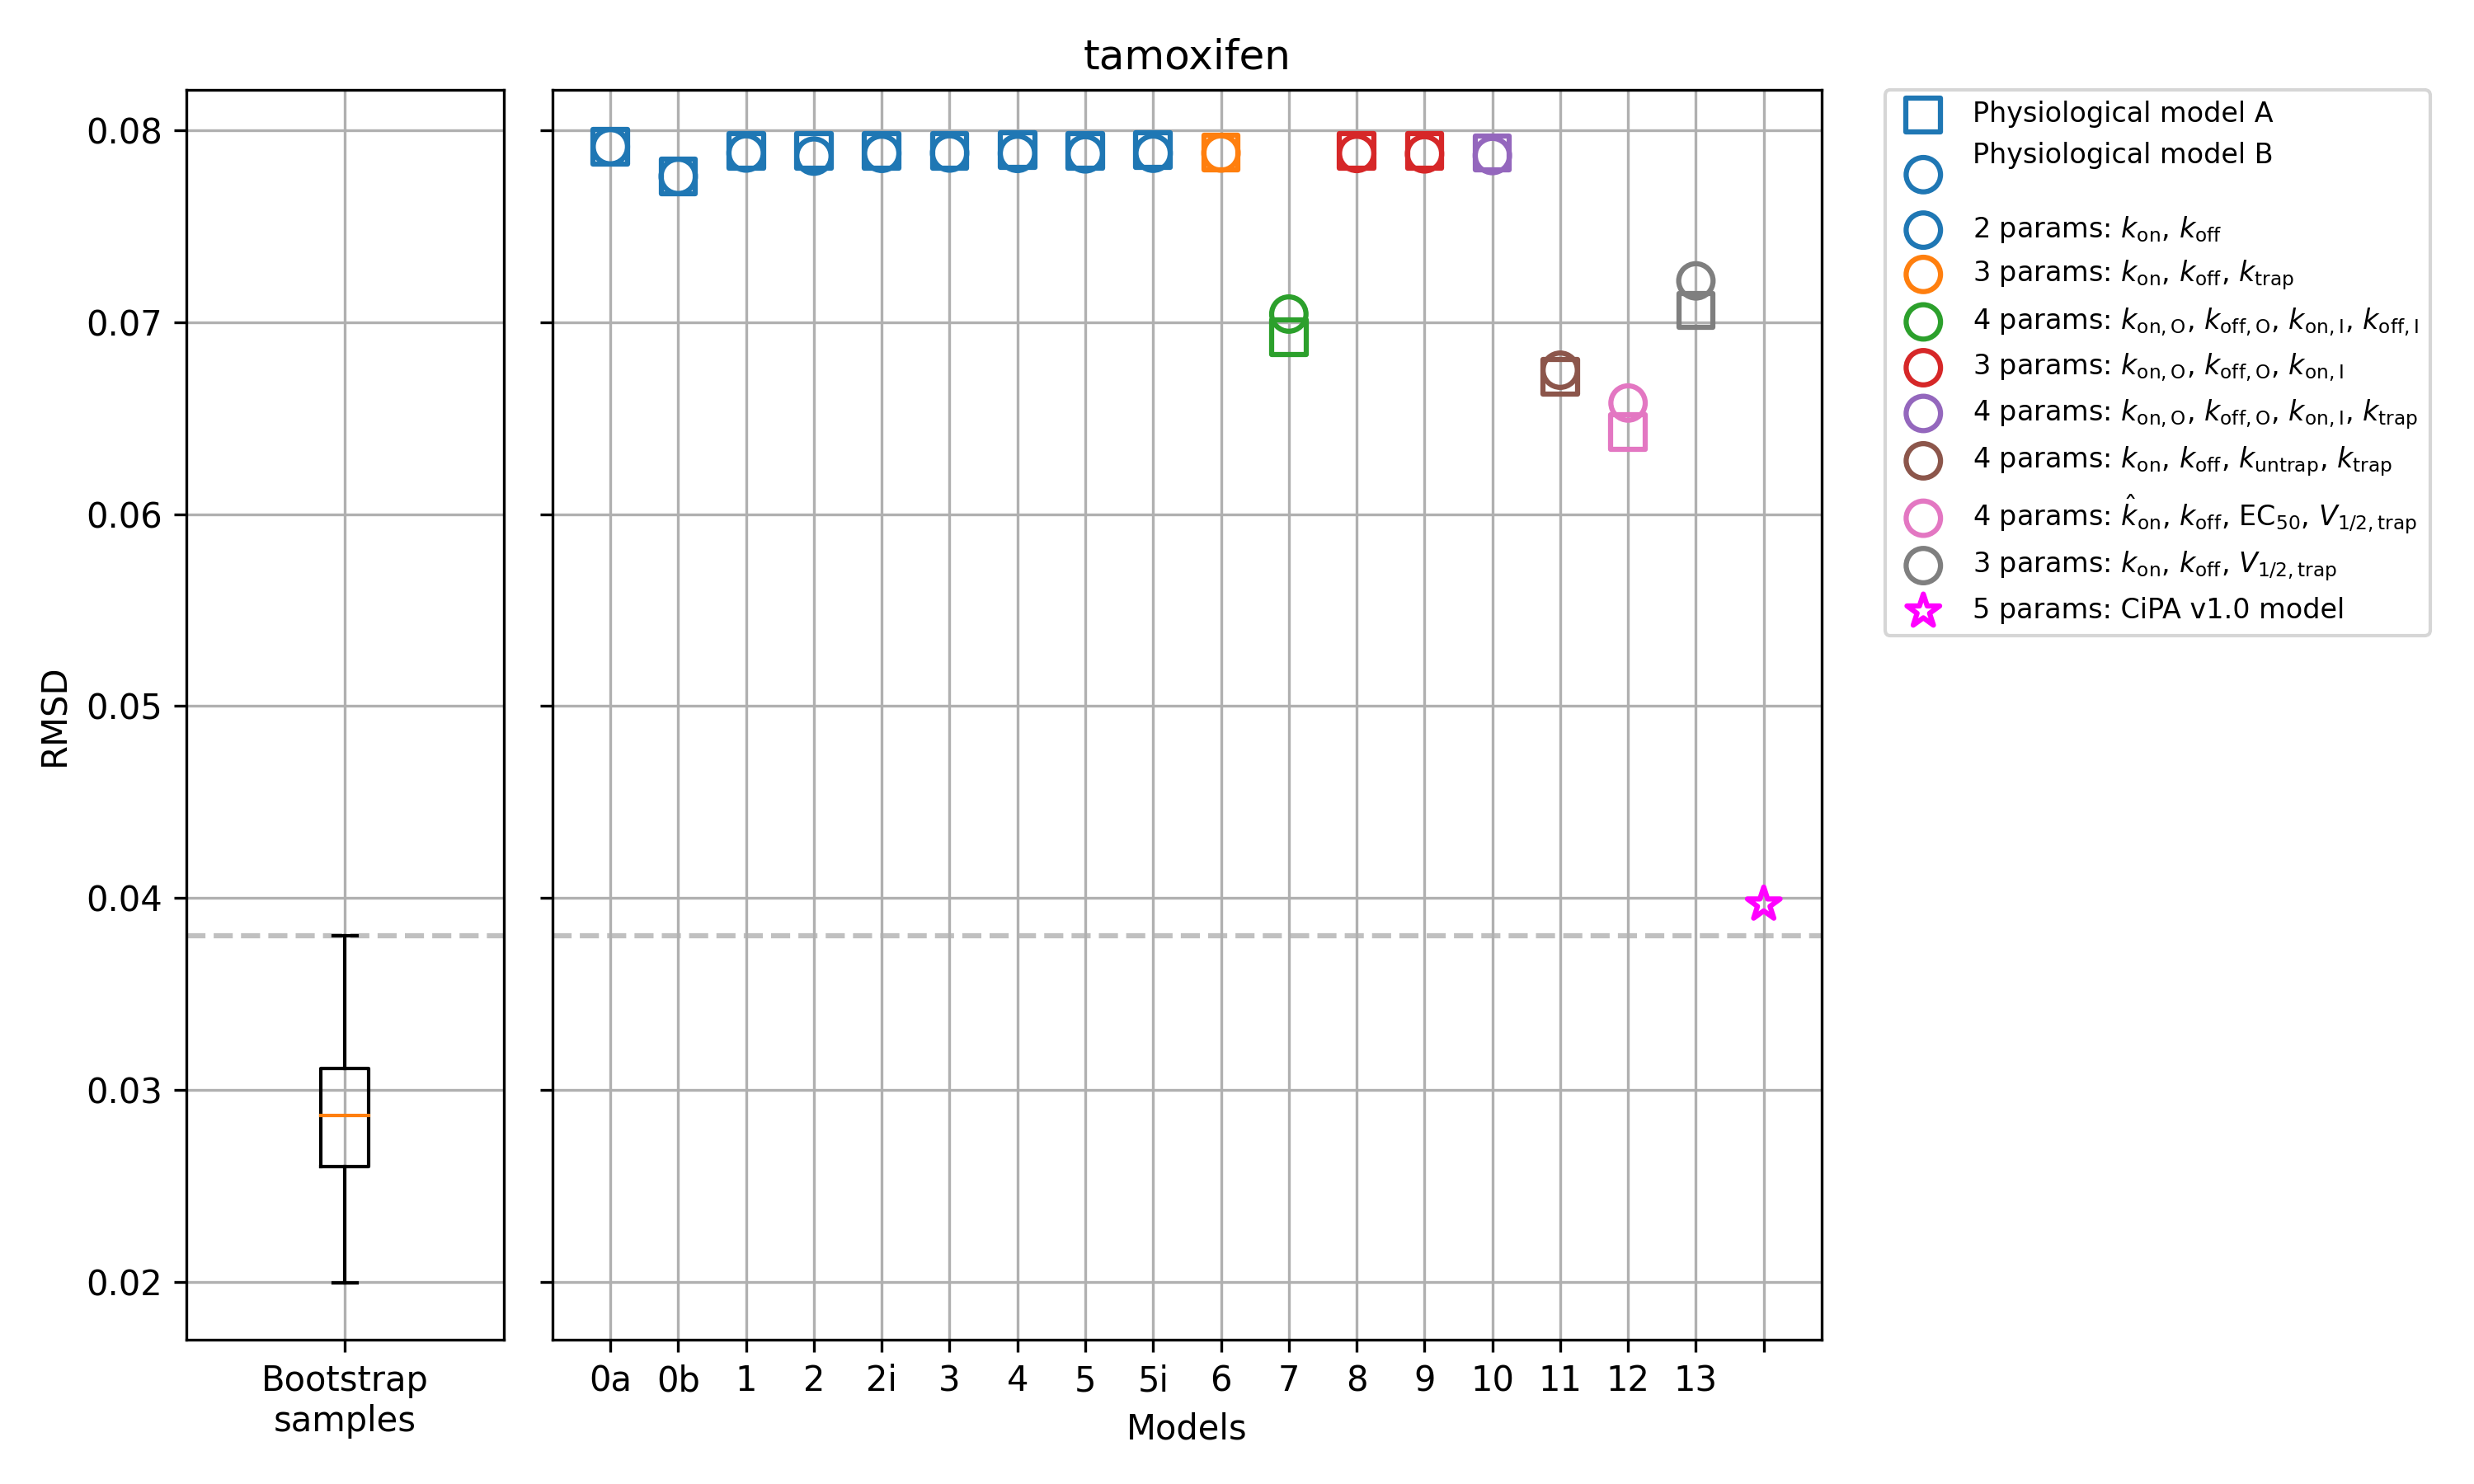 tamoxifen
RMSD
0.08
0.07
0.06
0.05
0.04
0.03
0.02
Bootstrap
samples
0a 0b 1 2 2i 3 4 5 5i 6 7 8 9 10 11 12 13
Models
Physiological model A
Physiological model B
2 params: k_on, k_off
3 params: k_on, k_off, k_trap
4 params: k_on,O, k_off,O, k_on,I, k_off,I
3 params: k_on,O, k_off,O, k_on,I
4 params: k_on,O, k_off,O, k_on,I, k_trap
4 params: k_on, k_off, k_untrap, k_trap
4 params: k̂_on, k_off, EC_50, V_1/2,trap
3 params: k_on, k_off, V_1/2,trap
5 params: CiPA v1.0 model